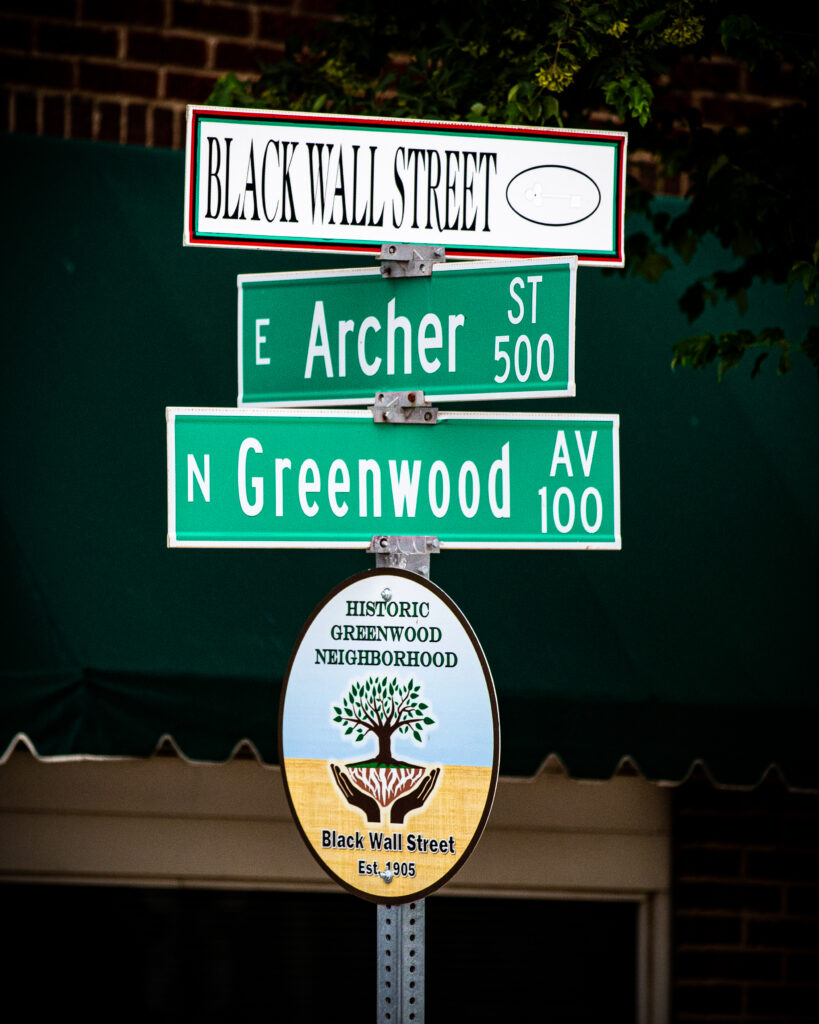 BLACK WALL STREET
E Archer ST 500
N Greenwood AV 100
HISTORIC
GREENWOOD
NEIGHBORHOOD
Black Wall Street
Est. 1905